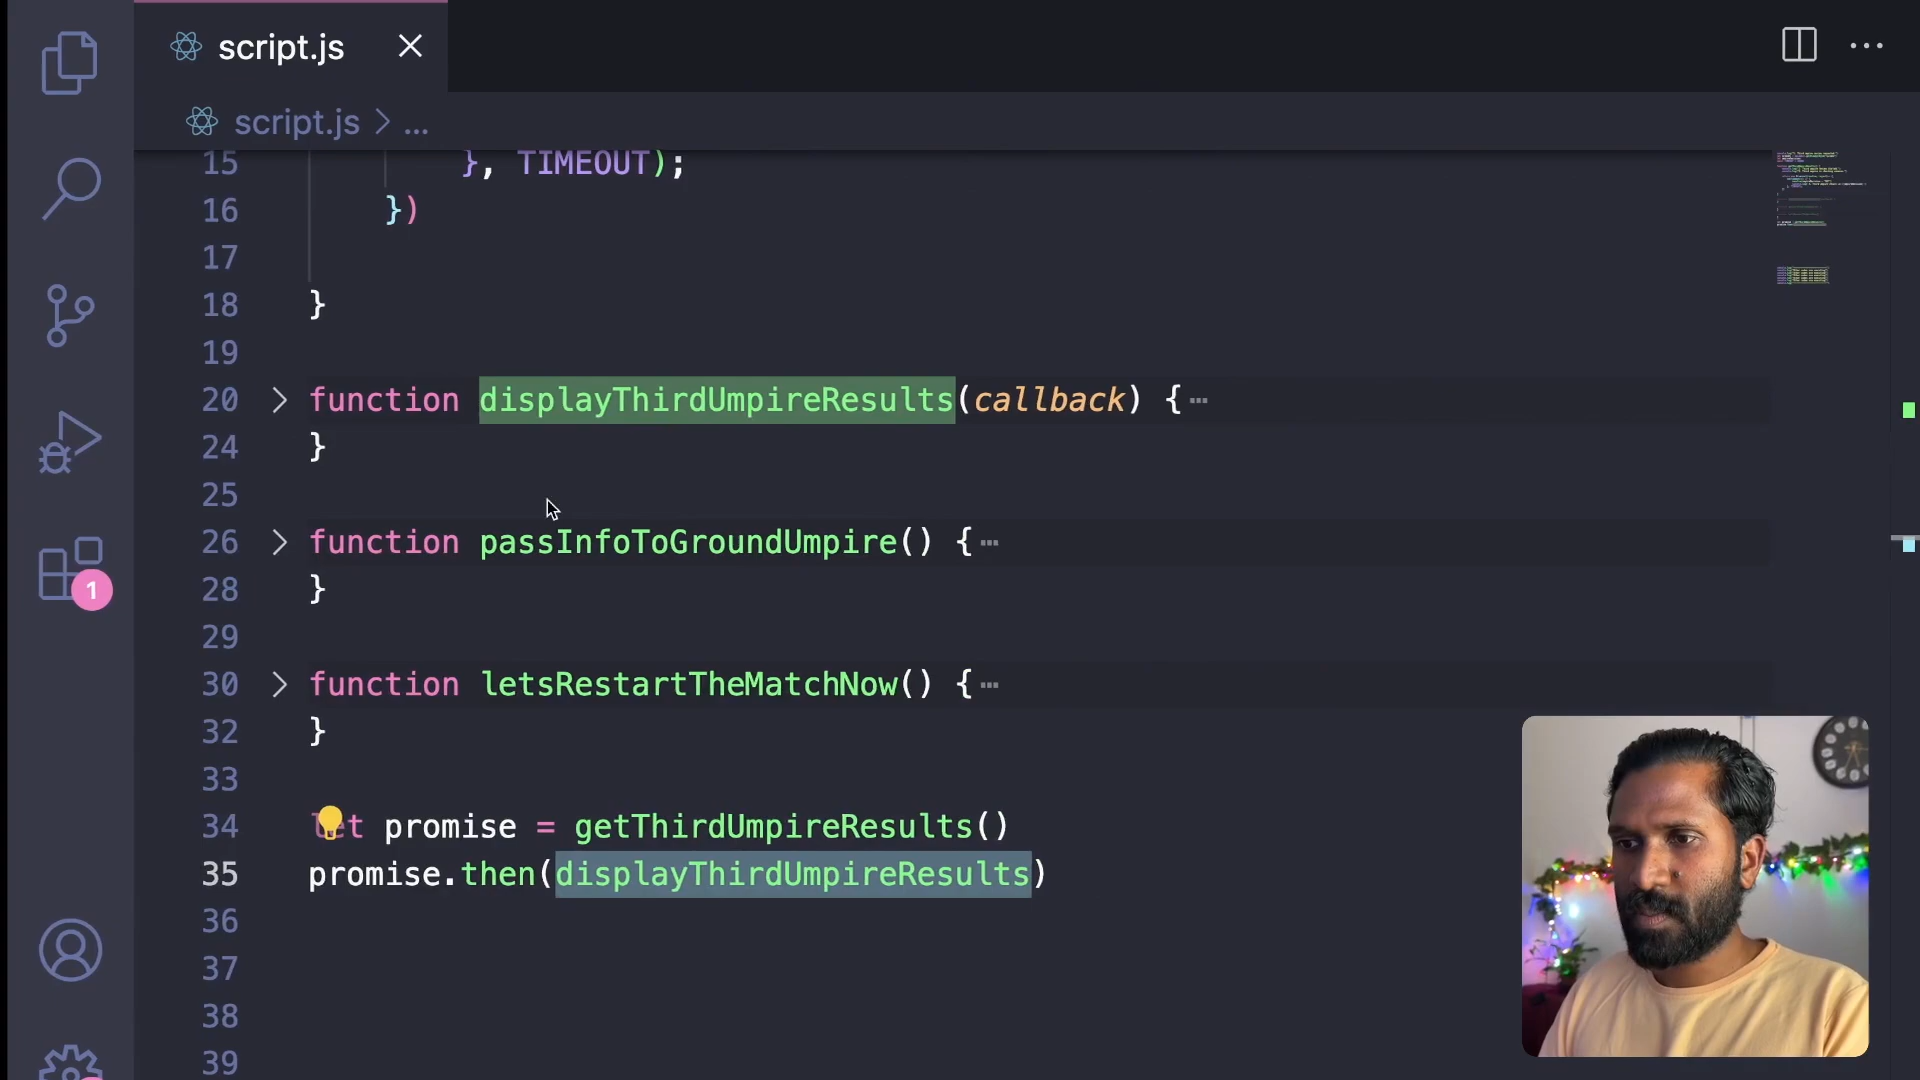 script.js
script.js > ...
15 }, TIMEOUT);
16 })
17
18 }
19
20 function displayThirdUmpireResults(callback) {
24 }
25
26 function passInfoToGroundUmpire() {
28 }
29
30 function letsRestartTheMatchNow() {
1
32 }
33
34 let promise = getThirdUmpireResults()
35 promise.then(displayThirdUmpireResults)
36
37
38
39